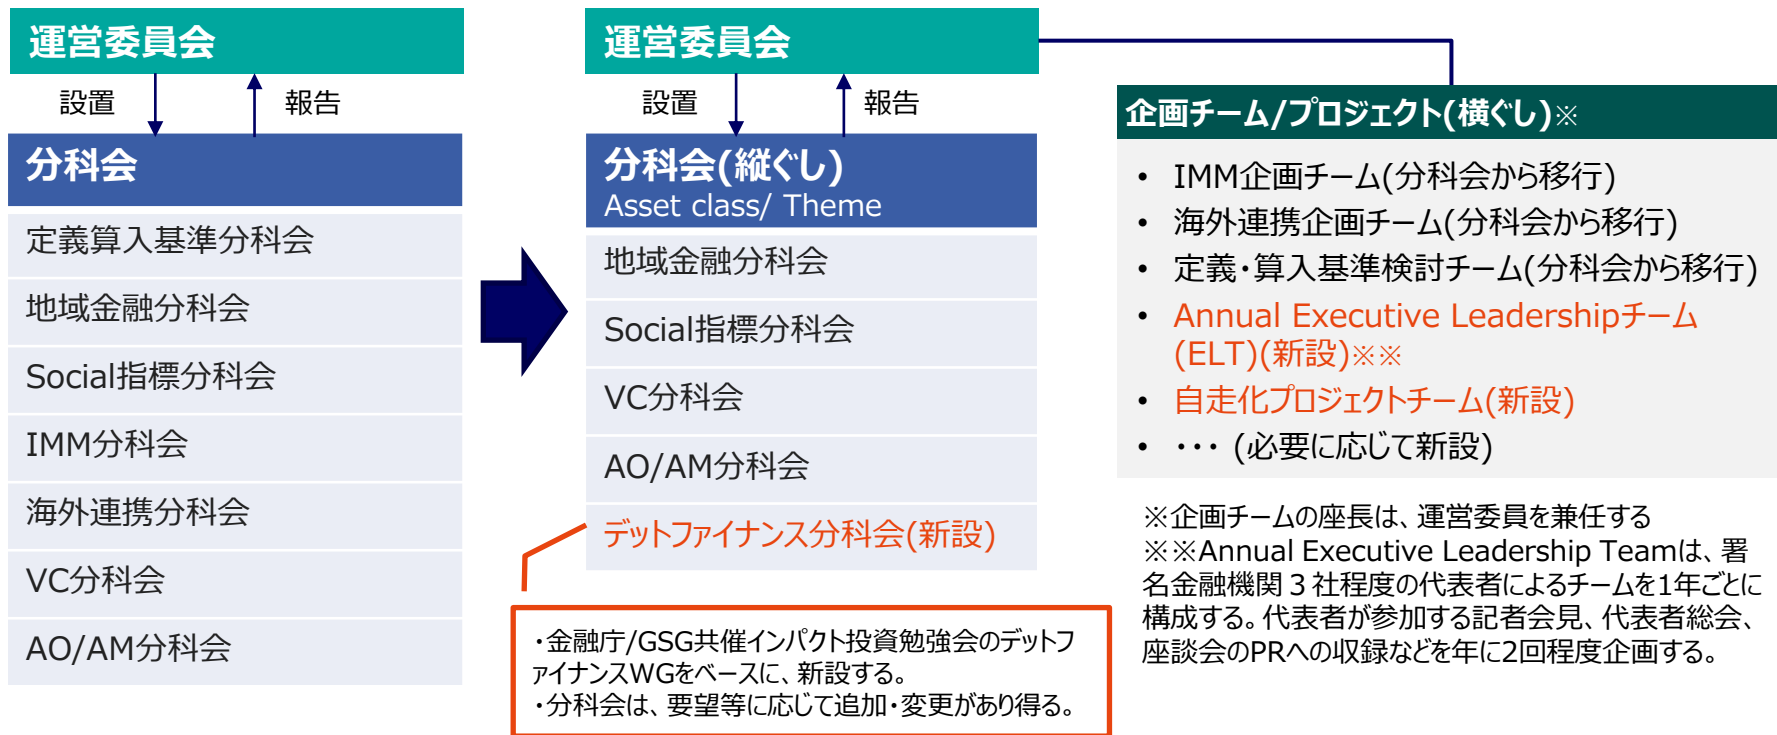 運営委員会
設置
報告
分科会
定義算入基準分科会
地域金融分科会
Social指標分科会
IMM分科会
海外連携分科会
VC分科会
AO/AM分科会
運営委員会
設置
報告
分科会(縦ぐし)
Asset class/ Theme
地域金融分科会
Social指標分科会
VC分科会
AO/AM分科会
デットファイナンス分科会(新設)
・金融庁/GSG共催インパクト投資勉強会のデットフ
ァイナンスWGをベースに、新設する。
・分科会は、要望等に応じて追加・変更があり得る。
企画チーム/プロジェクト(横ぐし)※
• IMM企画チーム(分科会から移行)
• 海外連携企画チーム(分科会から移行)
• 定義・算入基準検討チーム(分科会から移行)
• Annual Executive Leadershipチーム
(ELT)(新設)※※
• 自走化プロジェクトチーム(新設)
• ・・・ (必要に応じて新設)
※企画チームの座長は、運営委員を兼任する
※※Annual Executive Leadership Teamは、署
名金融機関３社程度の代表者によるチームを1年ごとに
構成する。代表者が参加する記者会見、代表者総会、
座談会のPRへの収録などを年に2回程度企画する。